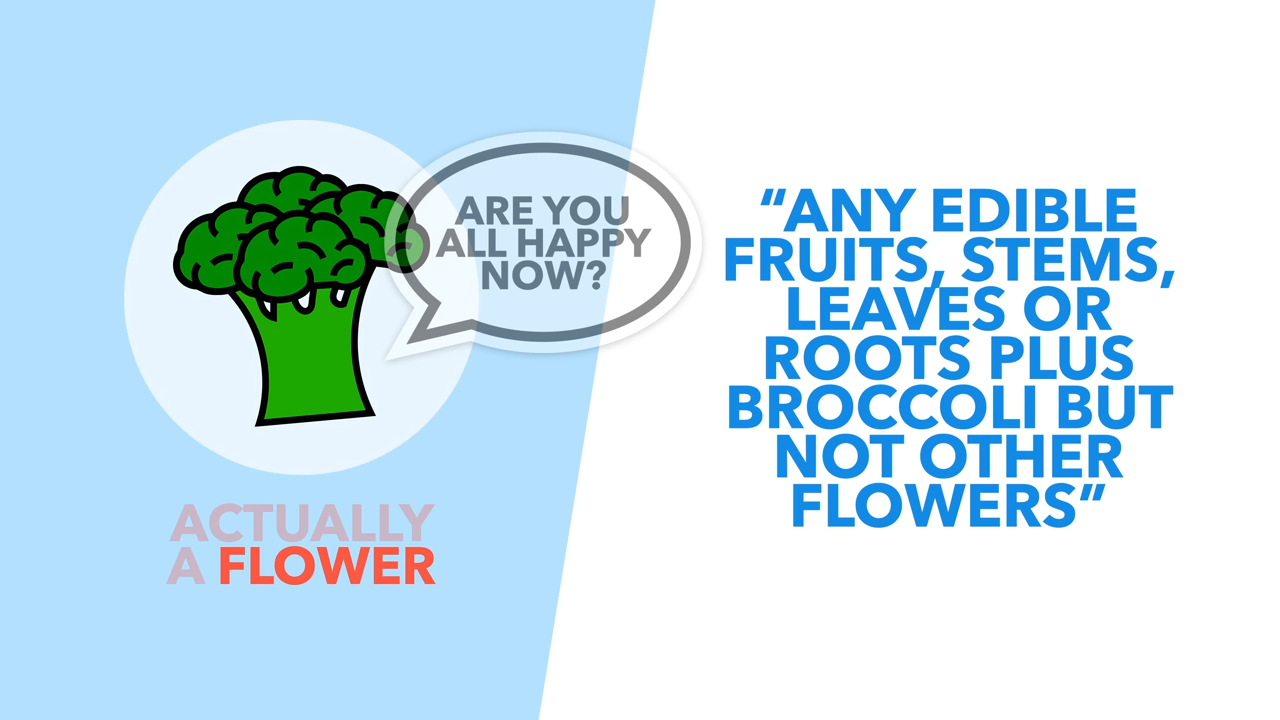 ARE YOU
ALL HAPPY
NOW?
ACTUALLY
A FLOWER
“ANY EDIBLE
FRUITS, STEMS,
LEAVES OR
ROOTS PLUS
BROCCOLI BUT
NOT OTHER
FLOWERS”